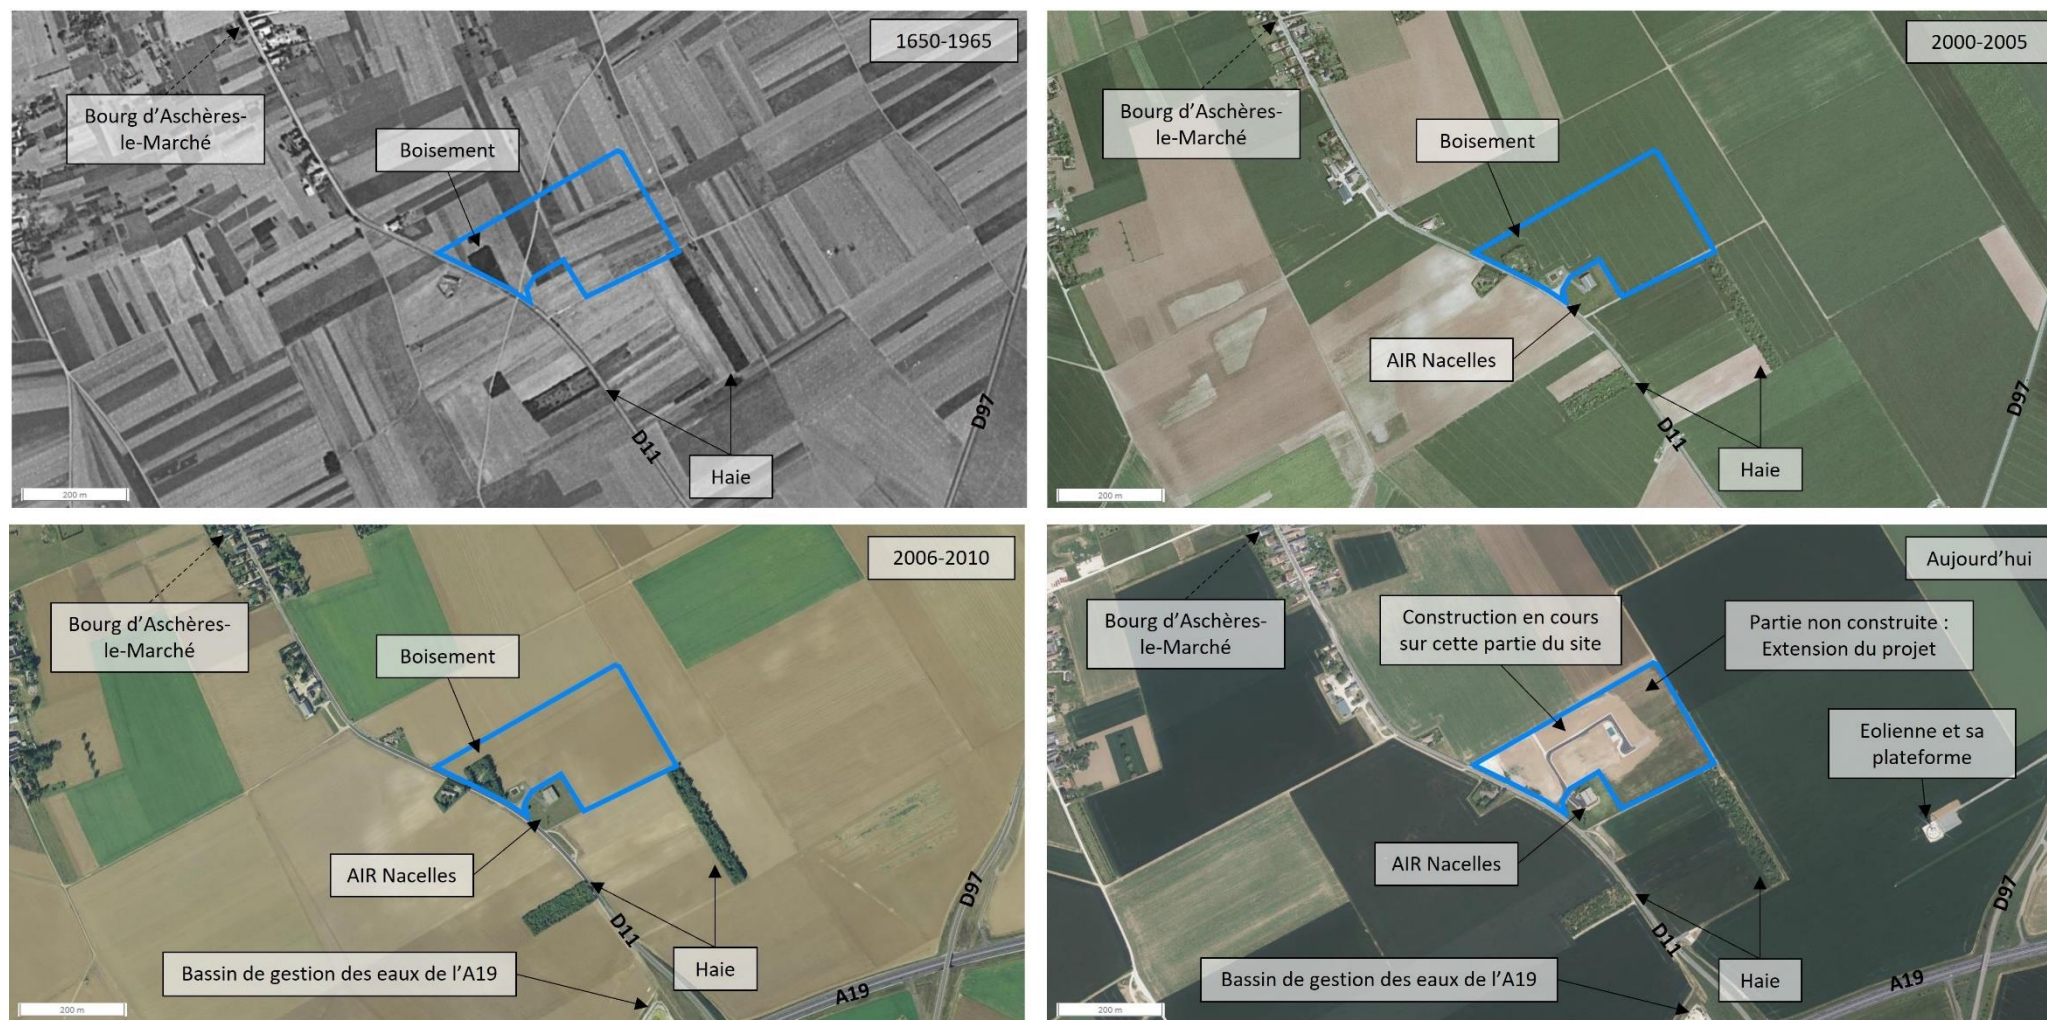 1650-1965
Bourg d'Aschères-
le-Marché
Boisement
D97
D11
Haie
200 m
2000-2005
Bourg d'Aschères-
le-Marché
Boisement
AIR Nacelles
D97
D11
Haie
200 m
2006-2010
Bourg d'Aschères-
le-Marché
Boisement
AIR Nacelles
D97
D11
Haie
Bassin de gestion des eaux de l'A19
A19
200 m
Aujourd'hui
Bourg d'Aschères-
le-Marché
Construction en cours
sur cette partie du site
Partie non construite :
Extension du projet
Eolienne et sa
plateforme
AIR Nacelles
D97
D11
Haie
Bassin de gestion des eaux de l'A19
A19
200 m